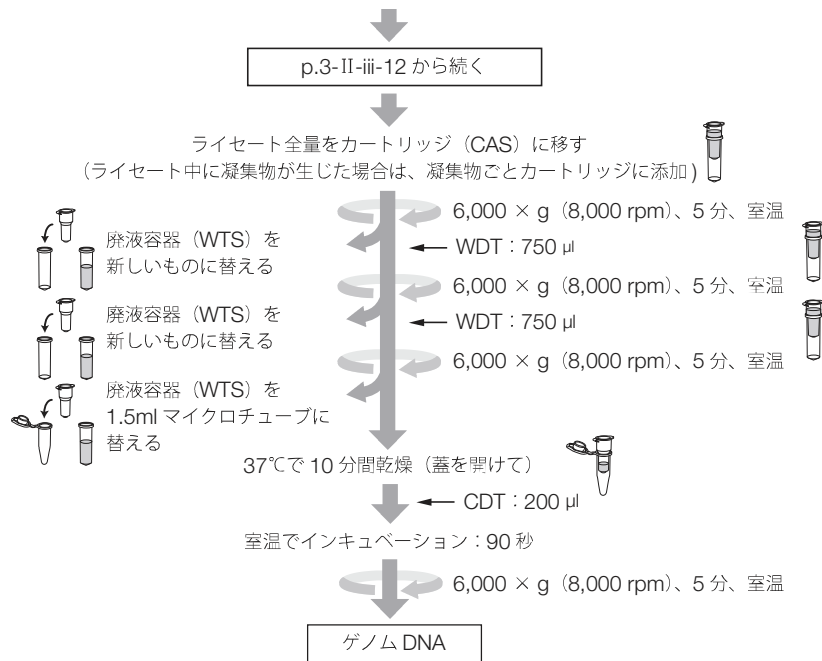 p.3-Ⅱ-iii-12 から続く
ライセート全量をカートリッジ（CAS）に移す
（ライセート中に凝集物が生じた場合は、凝集物ごとカートリッジに添加）
6,000 × g（8,000 rpm）、5 分、室温
廃液容器（WTS）を
新しいものに替える
WDT：750 μl
6,000 × g（8,000 rpm）、5 分、室温
廃液容器（WTS）を
新しいものに替える
WDT：750 μl
6,000 × g（8,000 rpm）、5 分、室温
廃液容器（WTS）を
1.5ml マイクロチューブに
替える
37℃で 10 分間乾燥（蓋を開けて）
CDT：200 μl
室温でインキュベーション：90 秒
6,000 × g（8,000 rpm）、5 分、室温
ゲノム DNA